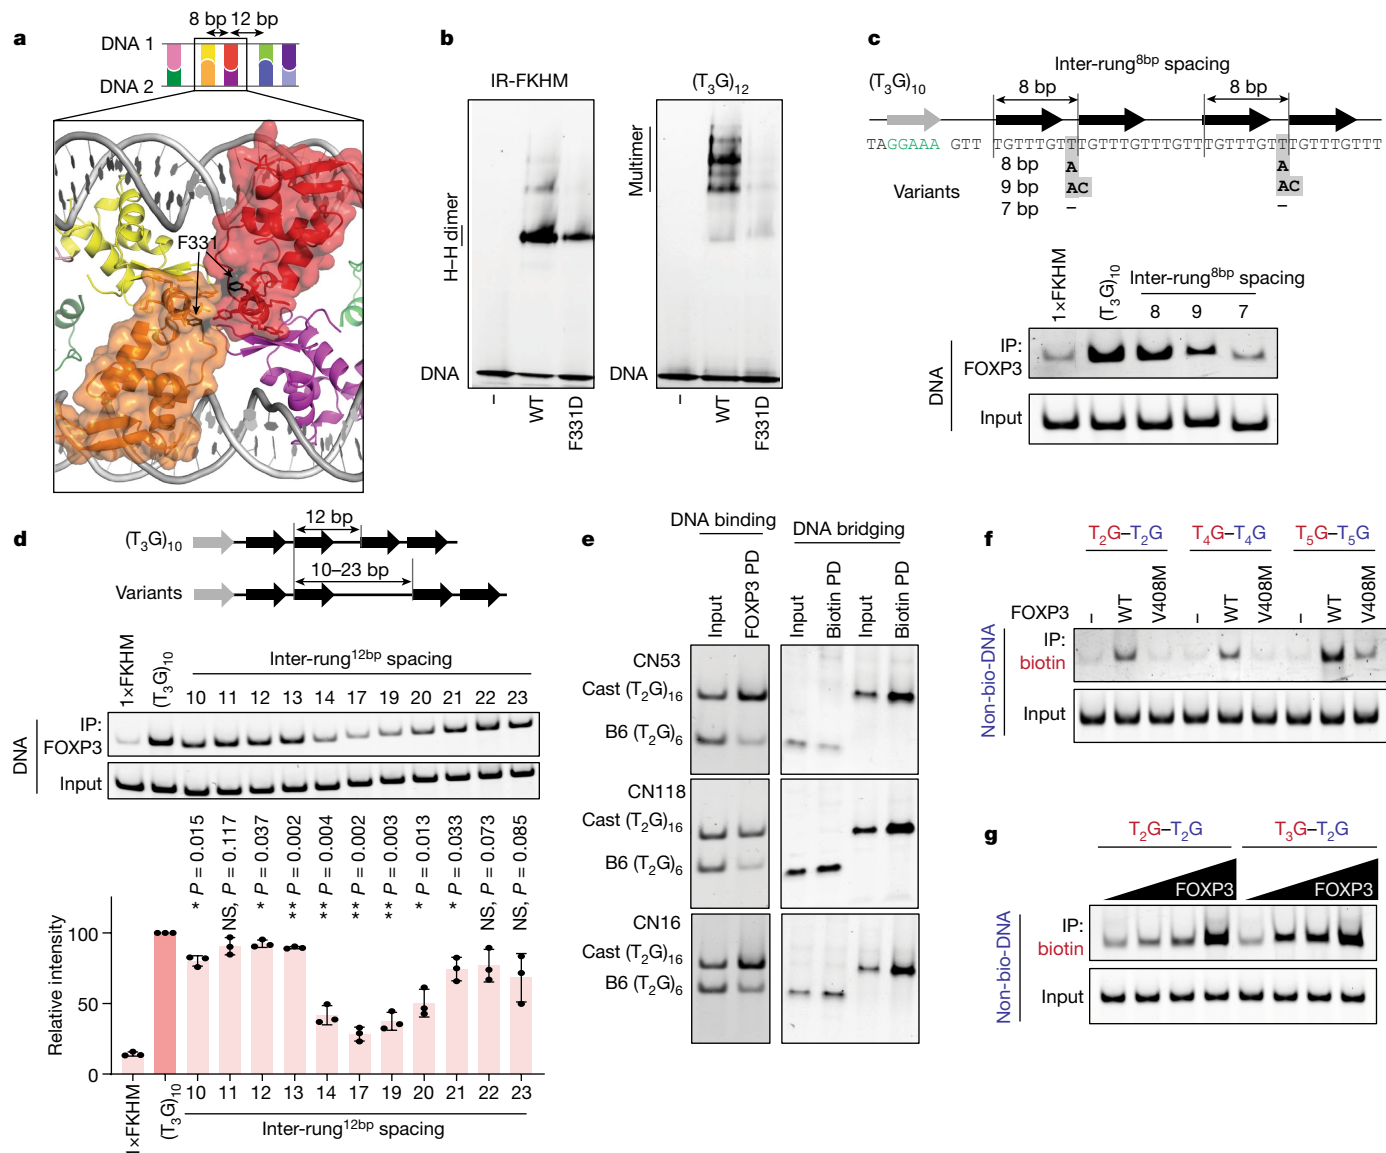 a
8 bp 12 bp
DNA 1
DNA 2
F331
b
IR-FKHM
(T3G)12
H–H dimer
Multimer
DNA
DNA
–
WT
F331D
–
WT
F331D
c
Inter-rung8bp spacing
(T3G)10
8 bp
8 bp
TAGGAAA GTT TGTTTGTTTGTTTGTTTGTTTGTTTGTTTGTTTGTTT
Variants
8 bp A A
9 bp AC AC
7 bp – –
1×FKHM
(T3G)10
Inter-rung8bp spacing
8 9 7
DNA
IP:
FOXP3
Input
d
(T3G)10
12 bp
Variants
10–23 bp
1×FKHM
(T3G)10
Inter-rung12bp spacing
10 11 12 13 14 17 19 20 21 22 23
DNA
IP:
FOXP3
Input
* P = 0.015
NS, P = 0.117
* P = 0.037
** P = 0.002
** P = 0.004
** P = 0.002
** P = 0.003
* P = 0.013
* P = 0.033
NS, P = 0.073
NS, P = 0.085
Relative intensity
100
50
0
1×FKHM
(T3G)10
10 11 12 13 14 17 19 20 21 22 23
Inter-rung12bp spacing
e
DNA binding
DNA bridging
Input
FOXP3 PD
Input
Biotin PD
Input
Biotin PD
CN53
Cast (T2G)16
B6 (T2G)6
CN118
Cast (T2G)16
B6 (T2G)6
CN16
Cast (T2G)16
B6 (T2G)6
f
T2G–T2G
T4G–T4G
T5G–T5G
FOXP3
–
WT
V408M
–
WT
V408M
–
WT
V408M
Non-bio-DNA
IP:
biotin
Input
g
T2G–T2G
T3G–T2G
FOXP3
FOXP3
Non-bio-DNA
IP:
biotin
Input